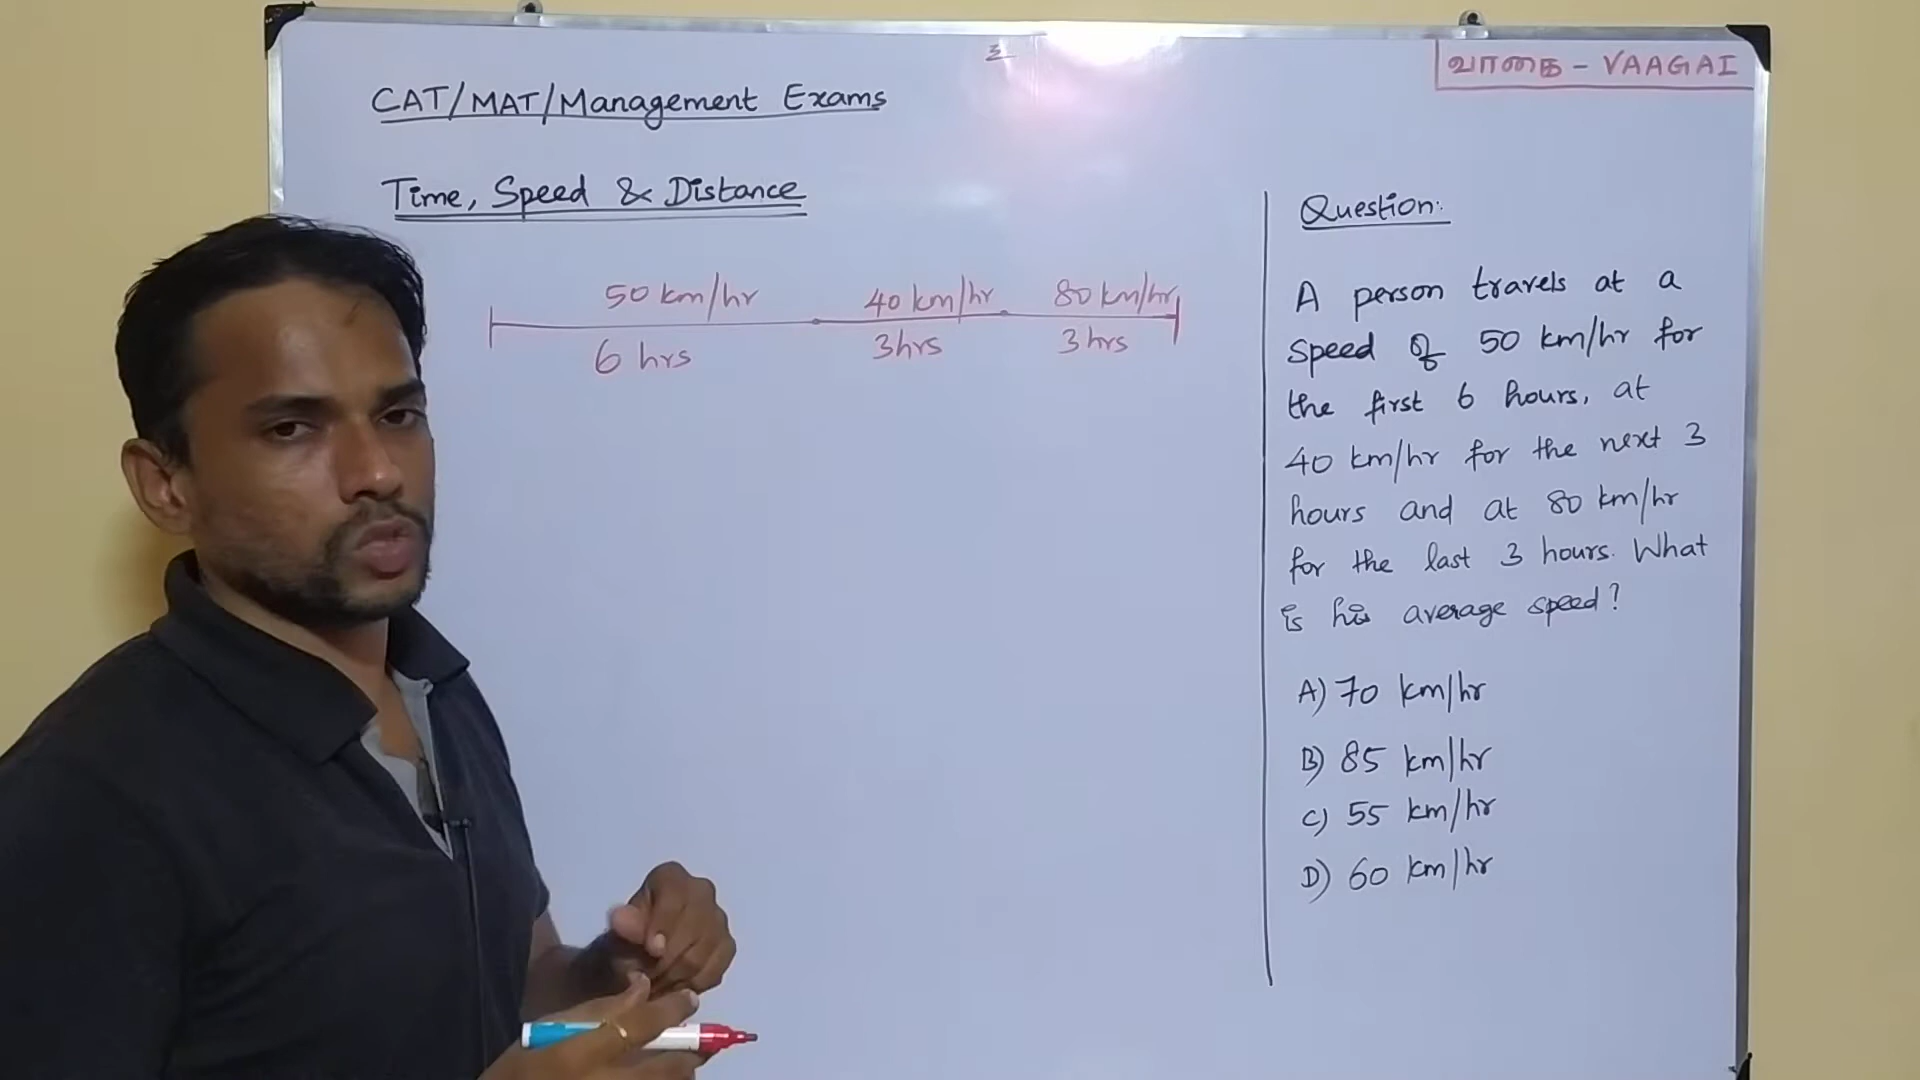 வாகை - VAAGAI
CAT/MAT/Management Exams
Time, Speed & Distance
50 km/hr 40 km/hr 80 km/hr
6 hrs 3hrs 3 hrs
Question:
A person travels at a
speed of 50 km/hr for
the first 6 hours, at
40 km/hr for the next 3
hours and at 80 km/hr
for the last 3 hours. What
is his average speed?
A) 70 km/hr
B) 85 km/hr
C) 55 km/hr
D) 60 km/hr